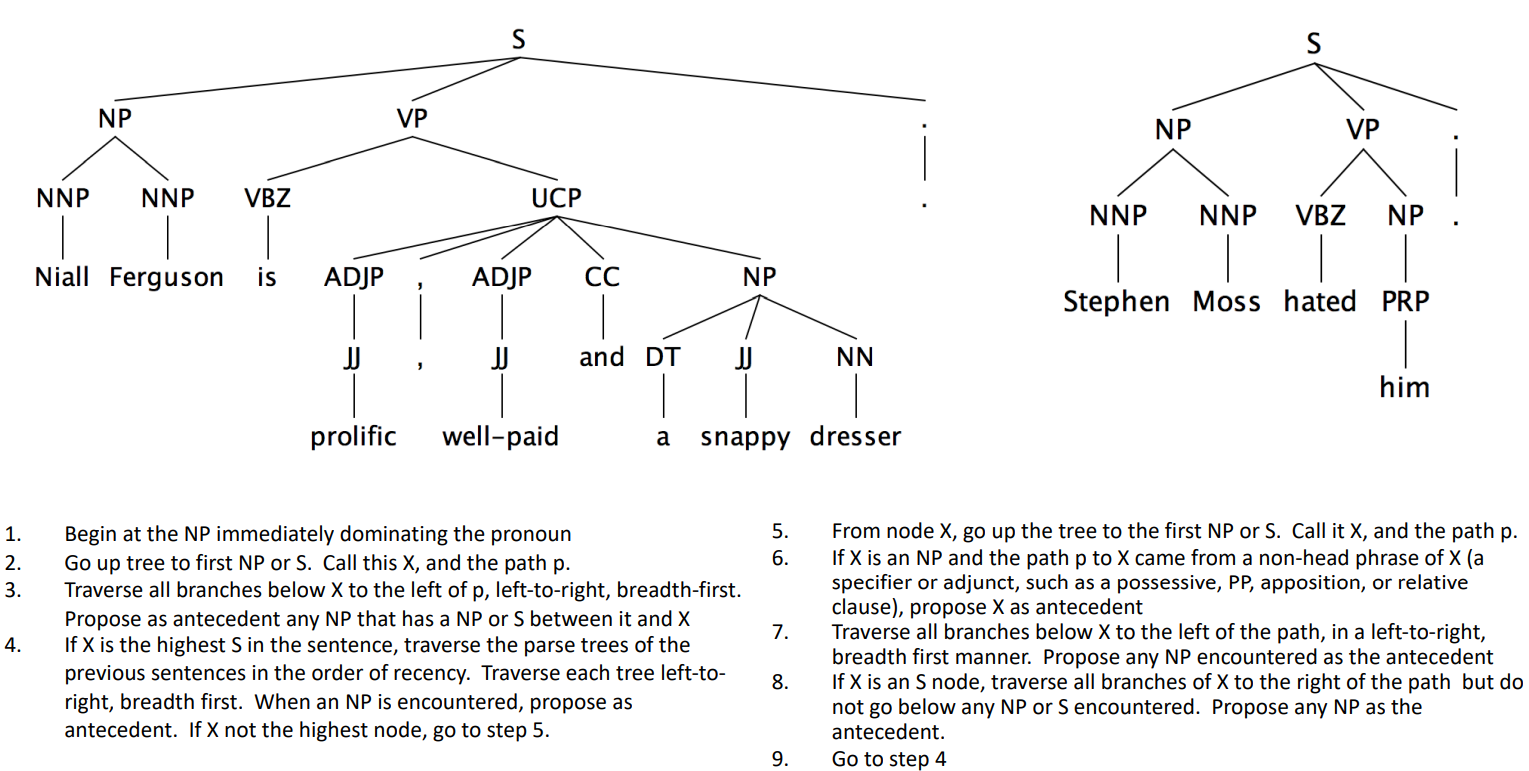 S
NP VP .
NNP NNP VBZ UCP .
Niall Ferguson is ADJP , ADJP CC NP
JJ , JJ and DT JJ NN
prolific well-paid a snappy dresser
S
NP VP .
NNP NNP VBZ NP .
Stephen Moss hated PRP
him
1. Begin at the NP immediately dominating the pronoun
2. Go up tree to first NP or S. Call this X, and the path p.
3. Traverse all branches below X to the left of p, left-to-right, breadth-first.
Propose as antecedent any NP that has a NP or S between it and X
4. If X is the highest S in the sentence, traverse the parse trees of the
previous sentences in the order of recency. Traverse each tree left-to-
right, breadth first. When an NP is encountered, propose as
antecedent. If X not the highest node, go to step 5.
5. From node X, go up the tree to the first NP or S. Call it X, and the path p.
6. If X is an NP and the path p to X came from a non-head phrase of X (a
specifier or adjunct, such as a possessive, PP, apposition, or relative
clause), propose X as antecedent
7. Traverse all branches below X to the left of the path, in a left-to-right,
breadth first manner. Propose any NP encountered as the antecedent
8. If X is an S node, traverse all branches of X to the right of the path but do
not go below any NP or S encountered. Propose any NP as the
antecedent.
9. Go to step 4